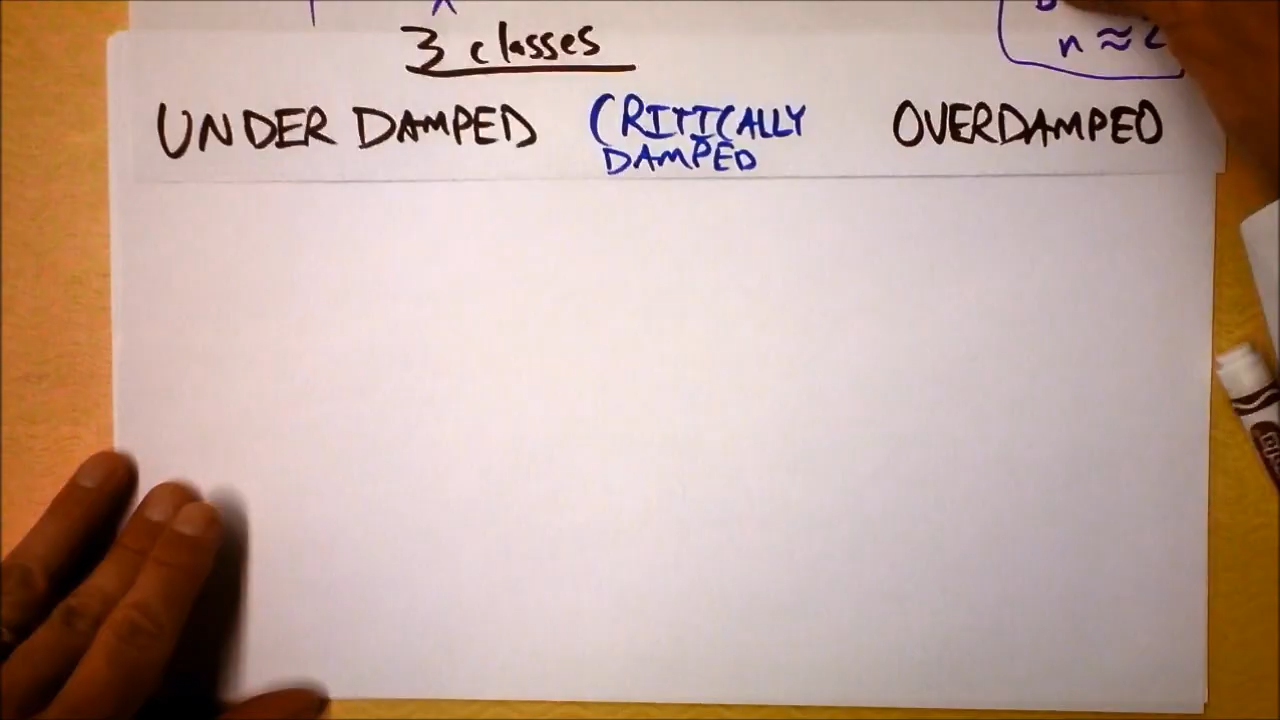 3 classes
n ≈
UNDER DAMPED
CRITICALLY
DAMPED
OVERDAMPED